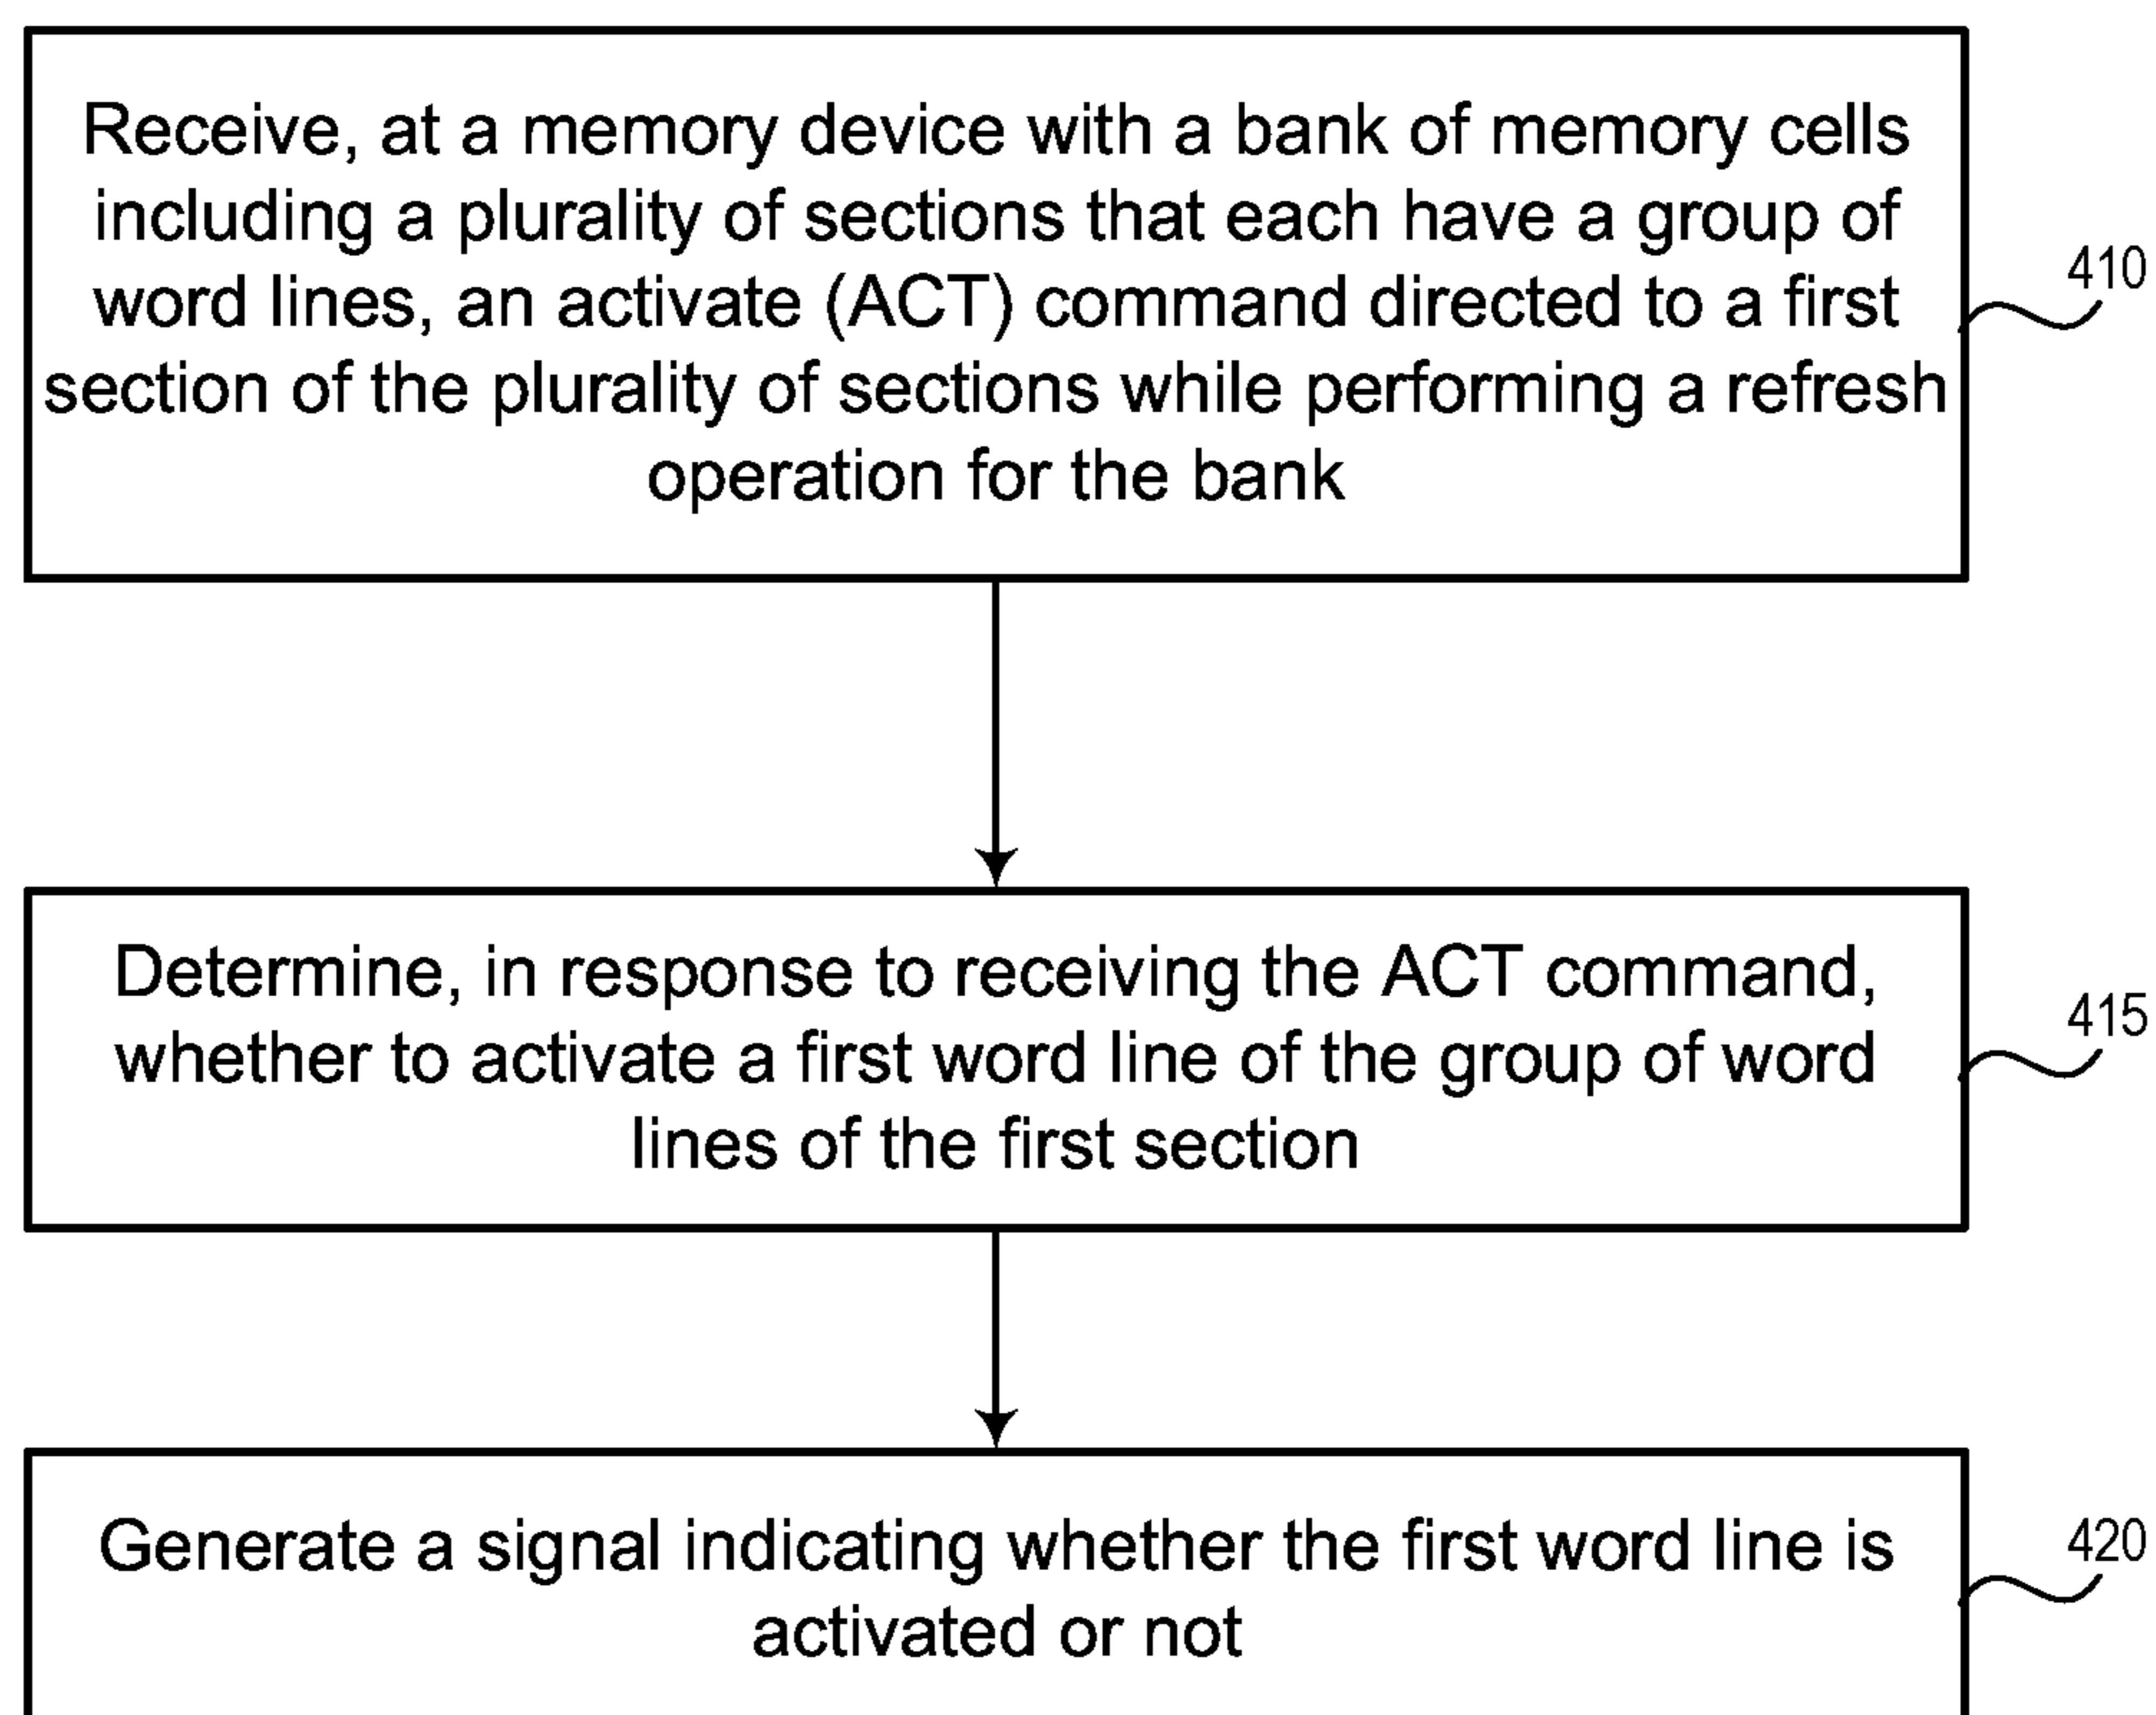 Receive, at a memory device with a bank of memory cells
including a plurality of sections that each have a group of
word lines, an activate (ACT) command directed to a first
section of the plurality of sections while performing a refresh
operation for the bank
410
Determine, in response to receiving the ACT command,
whether to activate a first word line of the group of word
lines of the first section
415
Generate a signal indicating whether the first word line is
activated or not
420